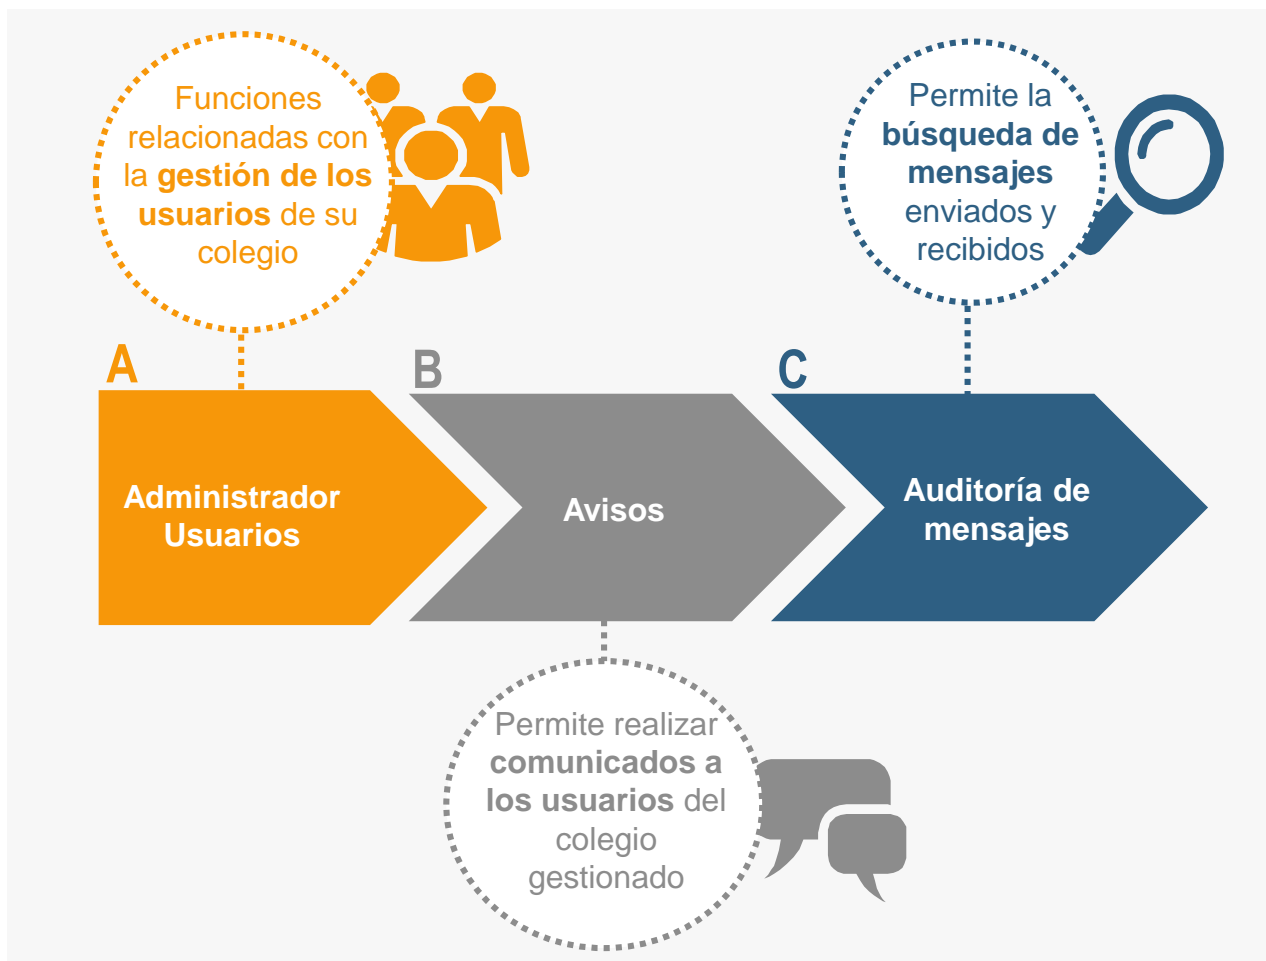 Funciones
relacionadas con
la gestión de los
usuarios de su
colegio
Permite la
búsqueda de
mensajes
enviados y
recibidos
A
B
C
Administrador
Usuarios
Avisos
Auditoría de
mensajes
Permite realizar
comunicados a
los usuarios del
colegio
gestionado